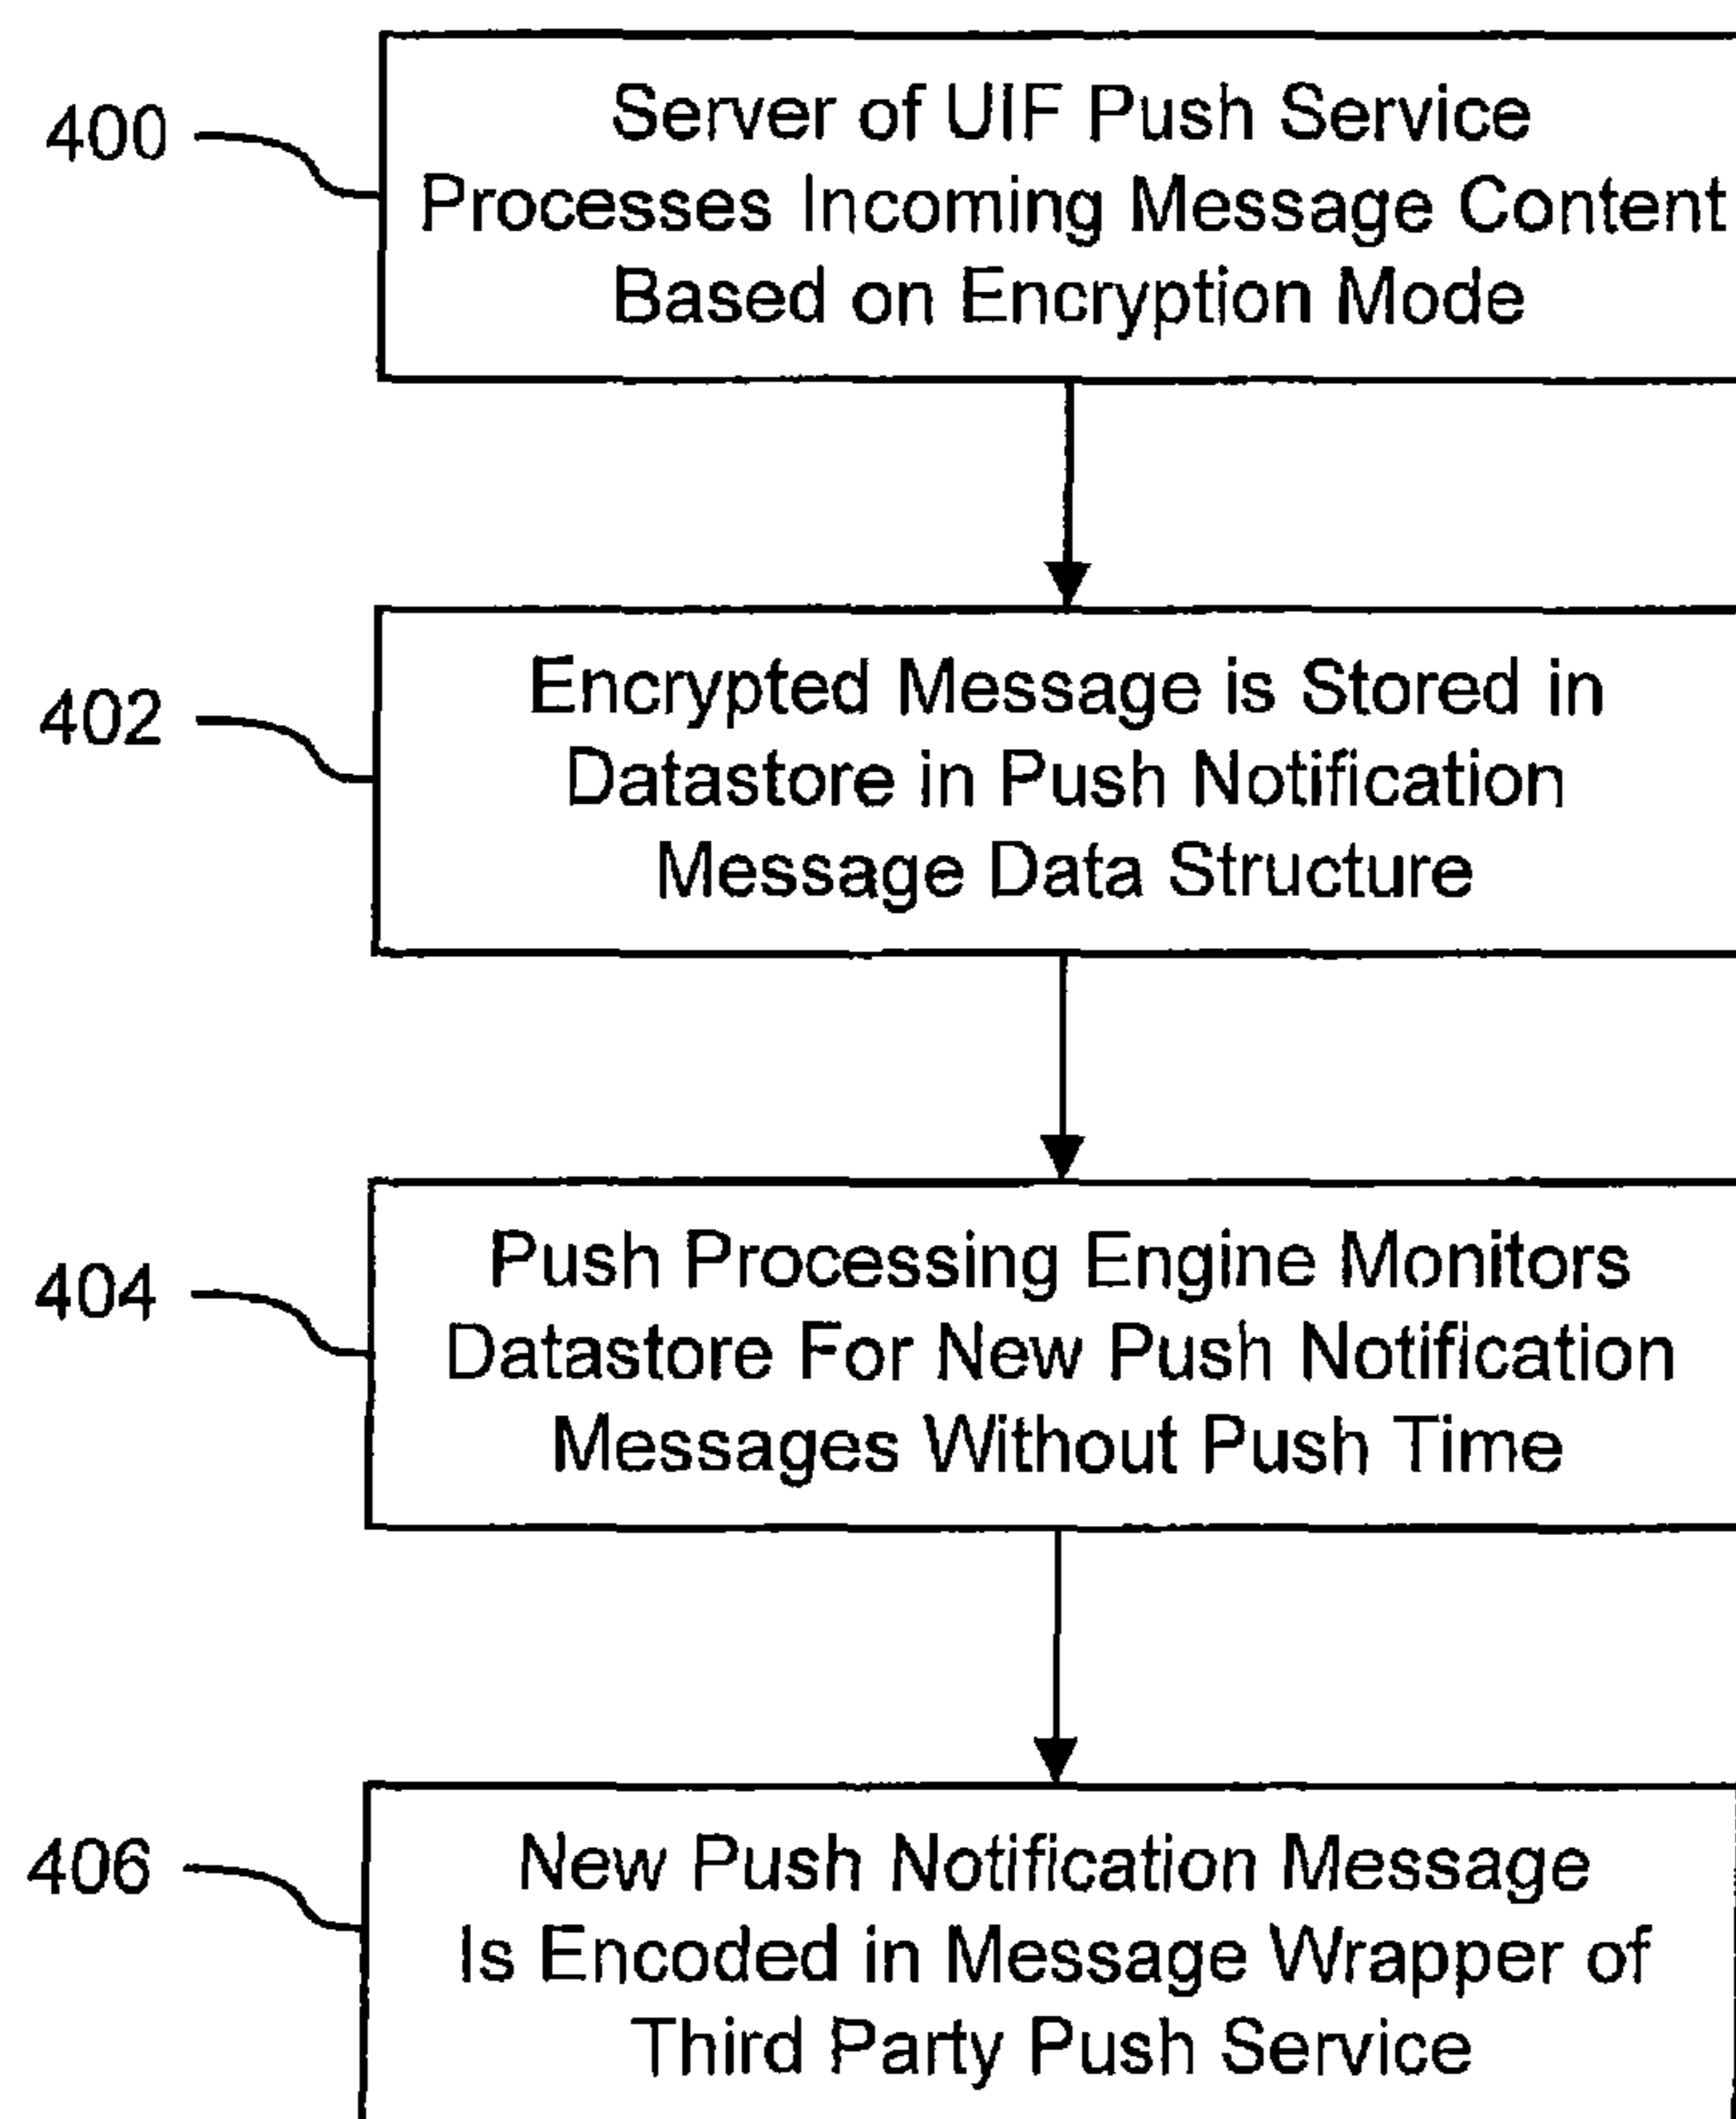 400
Server of UIF Push Service
Processes Incoming Message Content
Based on Encryption Mode
402
Encrypted Message is Stored in
Datastore in Push Notification
Message Data Structure
404
Push Processing Engine Monitors
Datastore For New Push Notification
Messages Without Push Time
406
New Push Notification Message
Is Encoded in Message Wrapper of
Third Party Push Service